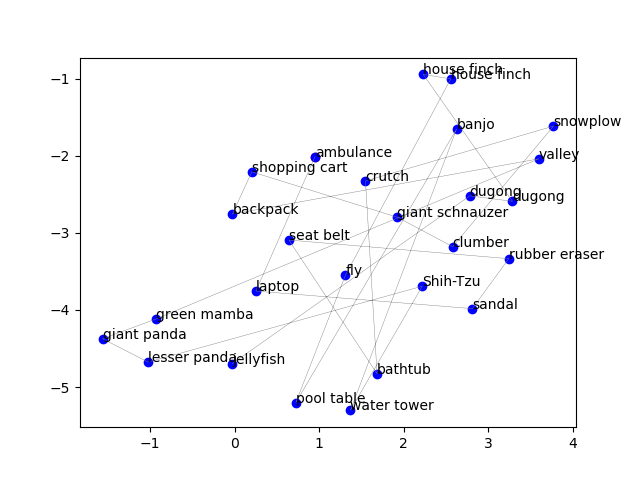 house finch
house finch
−1
banjo
snowplow
ambulance
valley
−2
shopping cart
crutch
dugong
dugong
backpack
giant schnauzer
−3
seat belt
clumber
rubber eraser
fly
Shih-Tzu
laptop
sandal
−4
green mamba
giant panda
lesser panda
jellyfish
bathtub
−5
pool table
water tower
−1
0
1
2
3
4